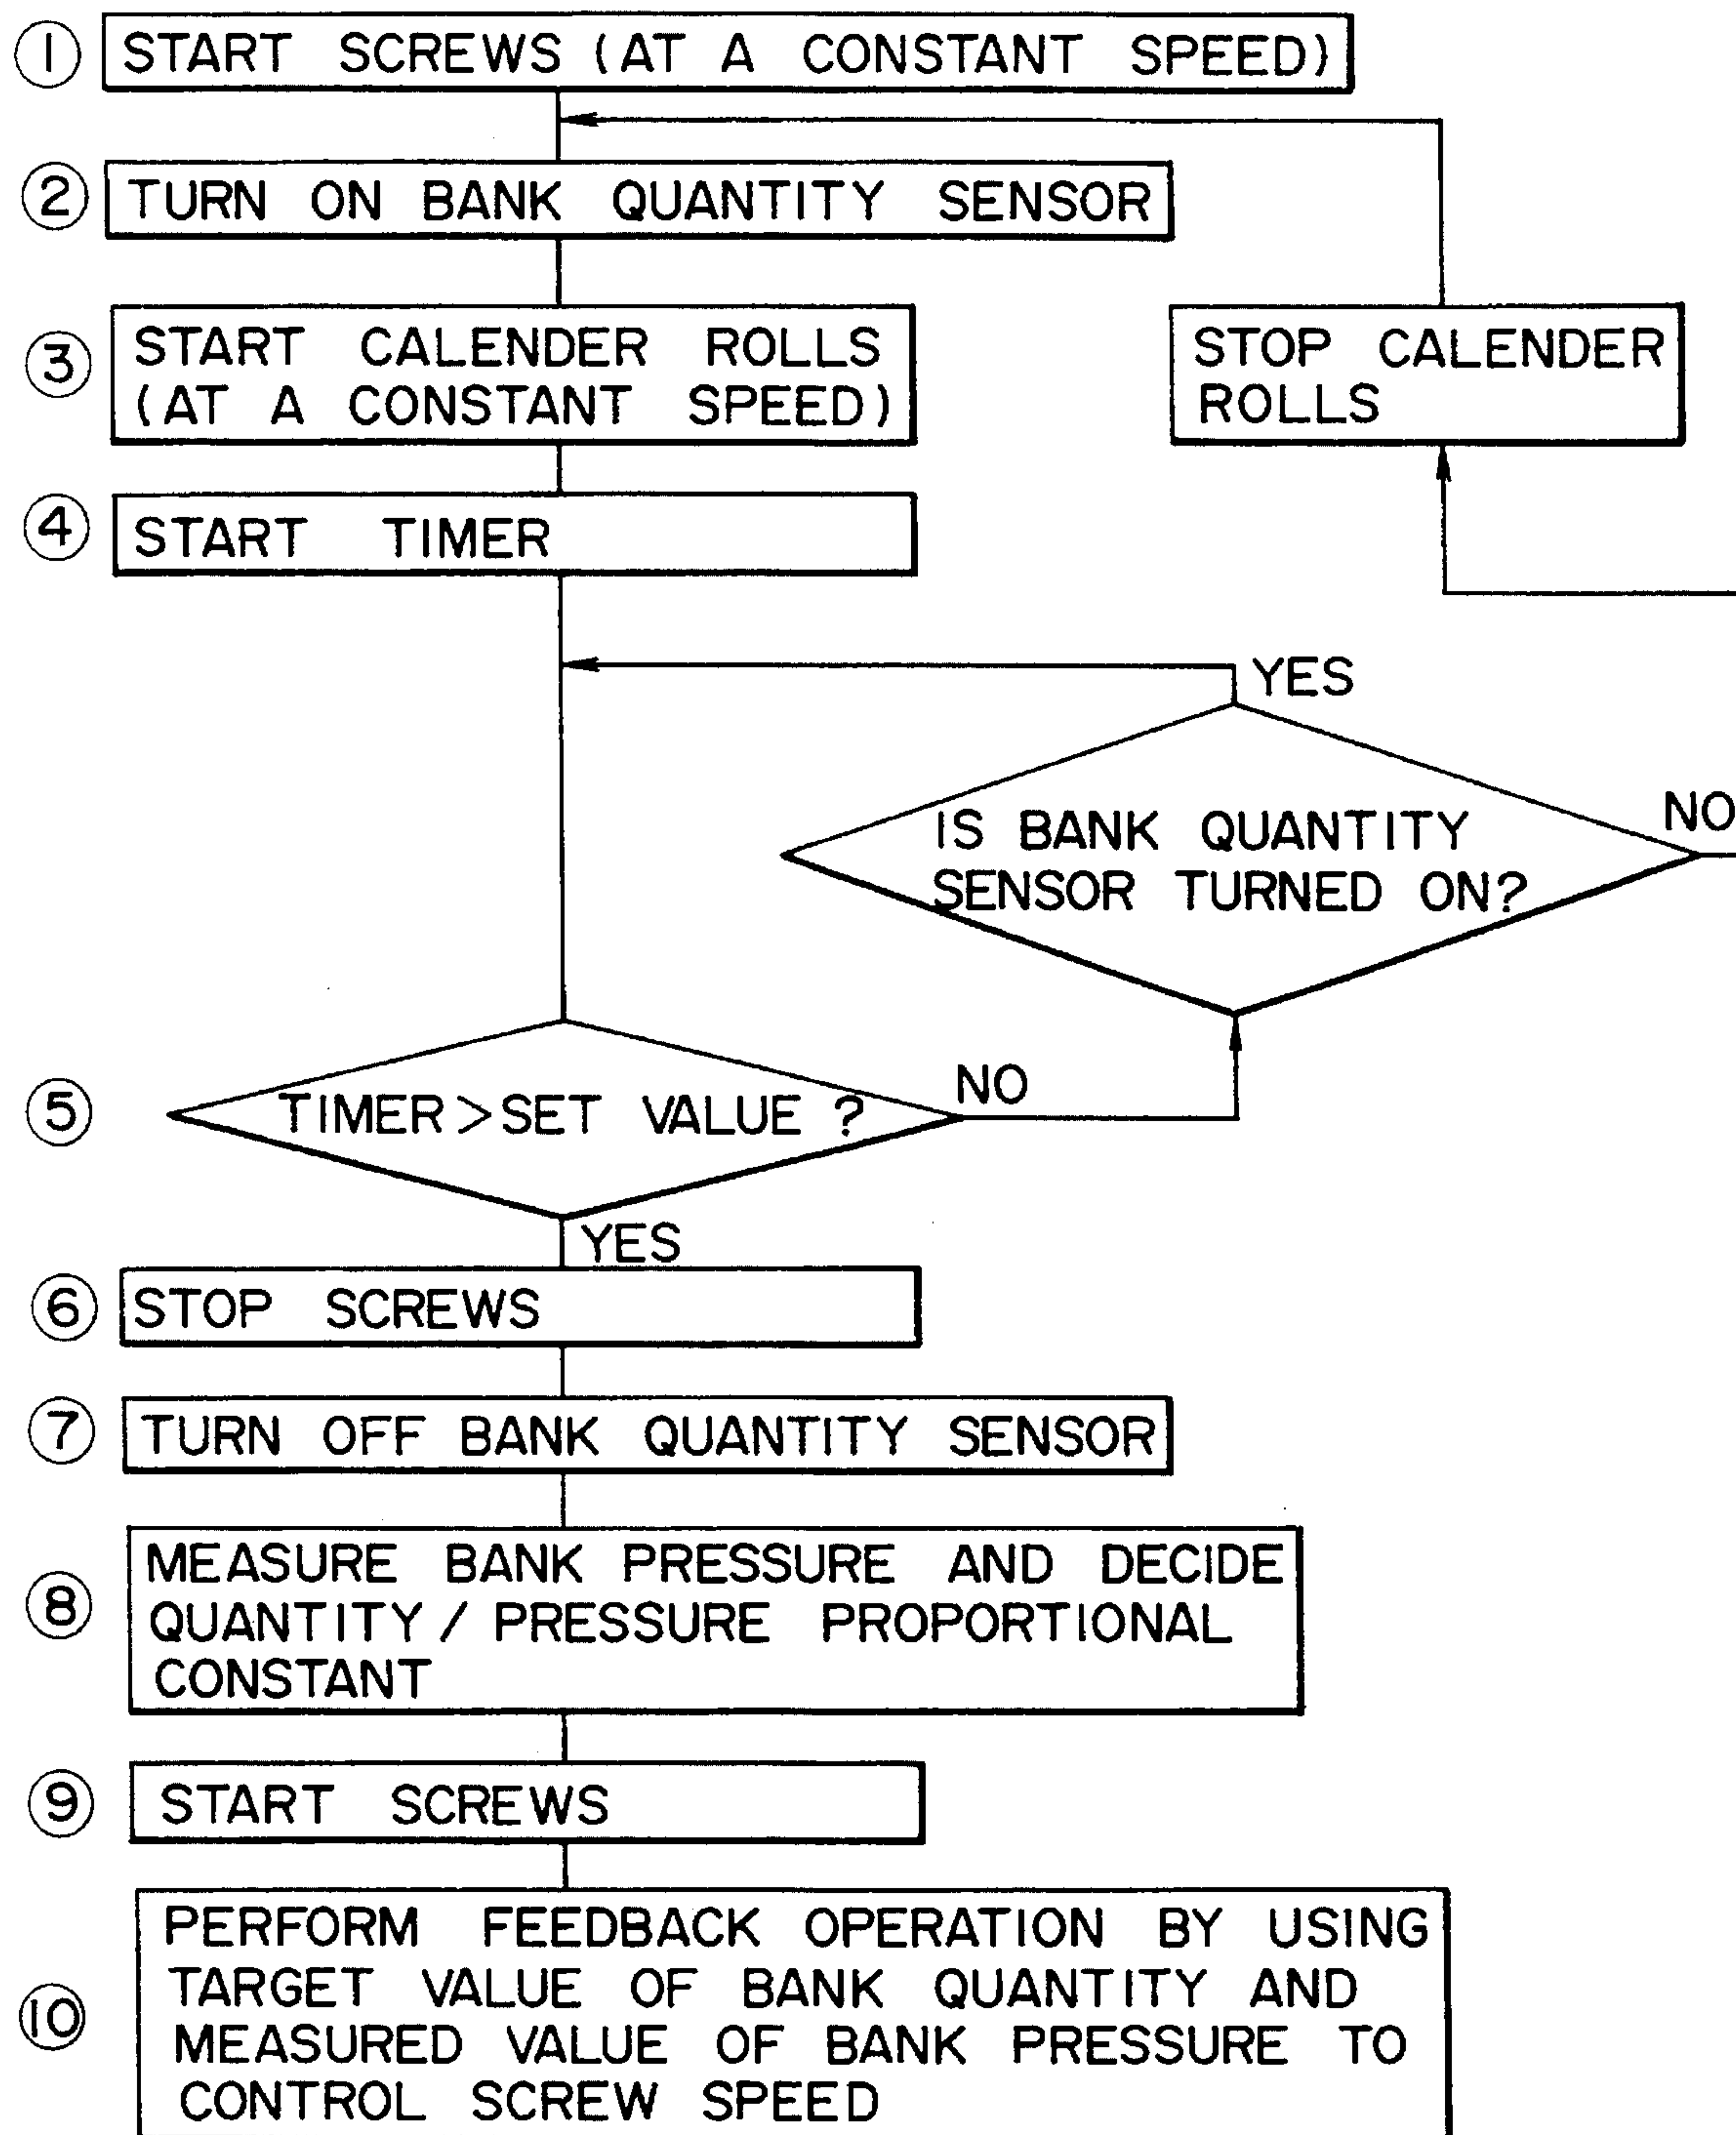 ① START SCREWS (AT A CONSTANT SPEED)
② TURN ON BANK QUANTITY SENSOR
③ START CALENDER ROLLS
(AT A CONSTANT SPEED)
STOP CALENDER
ROLLS
④ START TIMER
YES
IS BANK QUANTITY
SENSOR TURNED ON?
NO
⑤ TIMER > SET VALUE ?
NO
YES
⑥ STOP SCREWS
⑦ TURN OFF BANK QUANTITY SENSOR
⑧ MEASURE BANK PRESSURE AND DECIDE
QUANTITY / PRESSURE PROPORTIONAL
CONSTANT
⑨ START SCREWS
⑩ PERFORM FEEDBACK OPERATION BY USING
TARGET VALUE OF BANK QUANTITY AND
MEASURED VALUE OF BANK PRESSURE TO
CONTROL SCREW SPEED